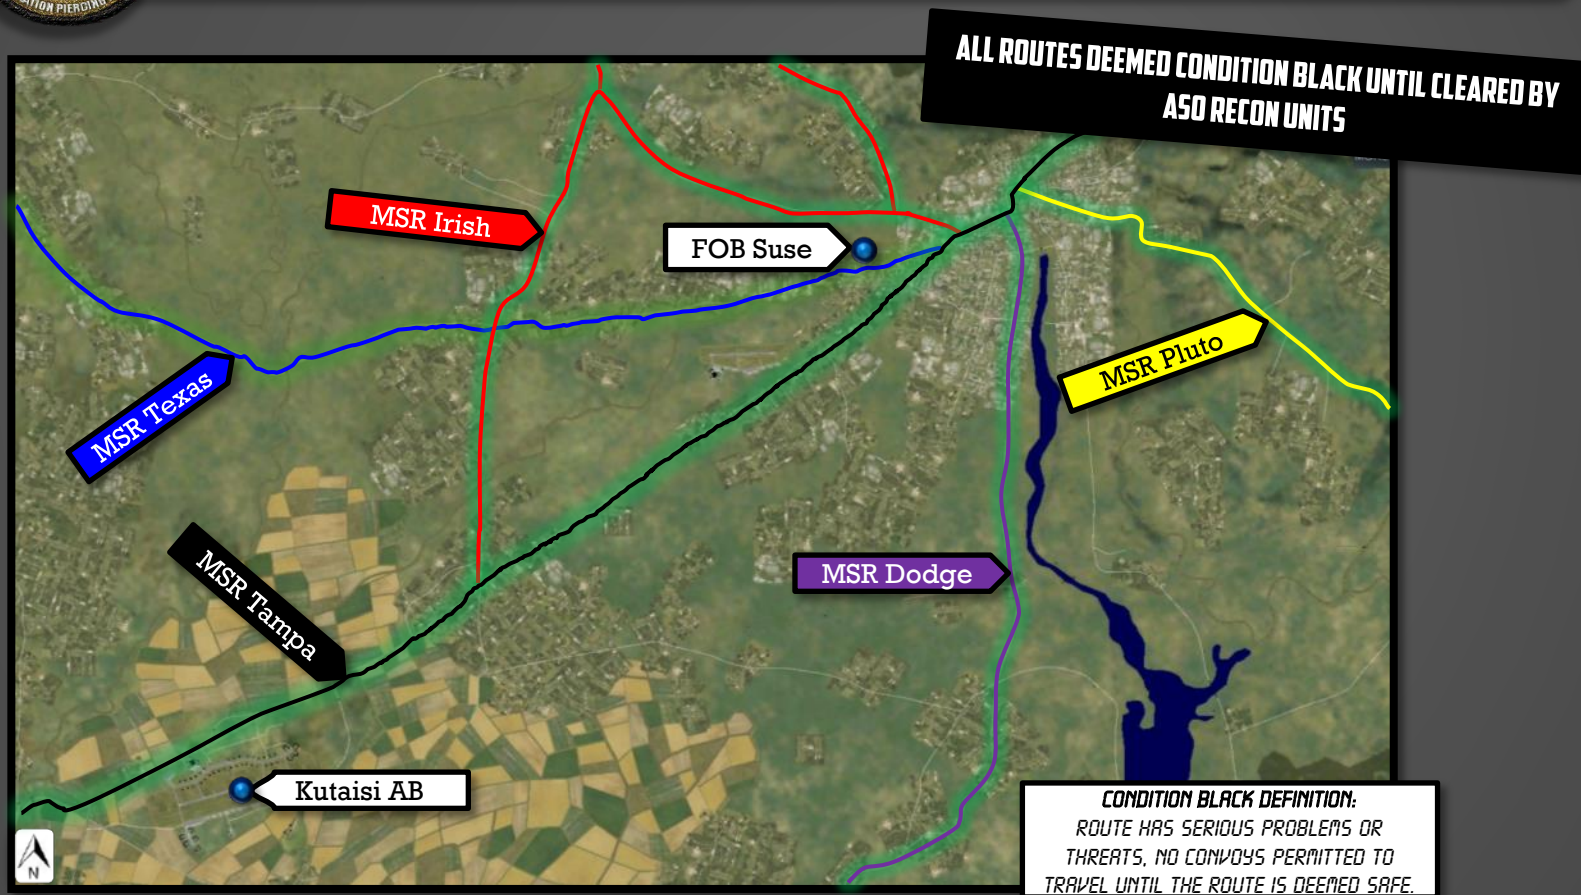 ATION PIERCING
ALL ROUTES DEEMED CONDITION BLACK UNTIL CLEARED BY
ASO RECON UNITS
MSR Irish
FOB Suse
MSR Texas
MSR Pluto
MSR Tampa
MSR Dodge
Kutaisi AB
N
CONDITION BLACK DEFINITION:
ROUTE HAS SERIOUS PROBLEMS OR
THREATS, NO CONVOYS PERMITTED TO
TRAVEL UNTIL THE ROUTE IS DEEMED SAFE.